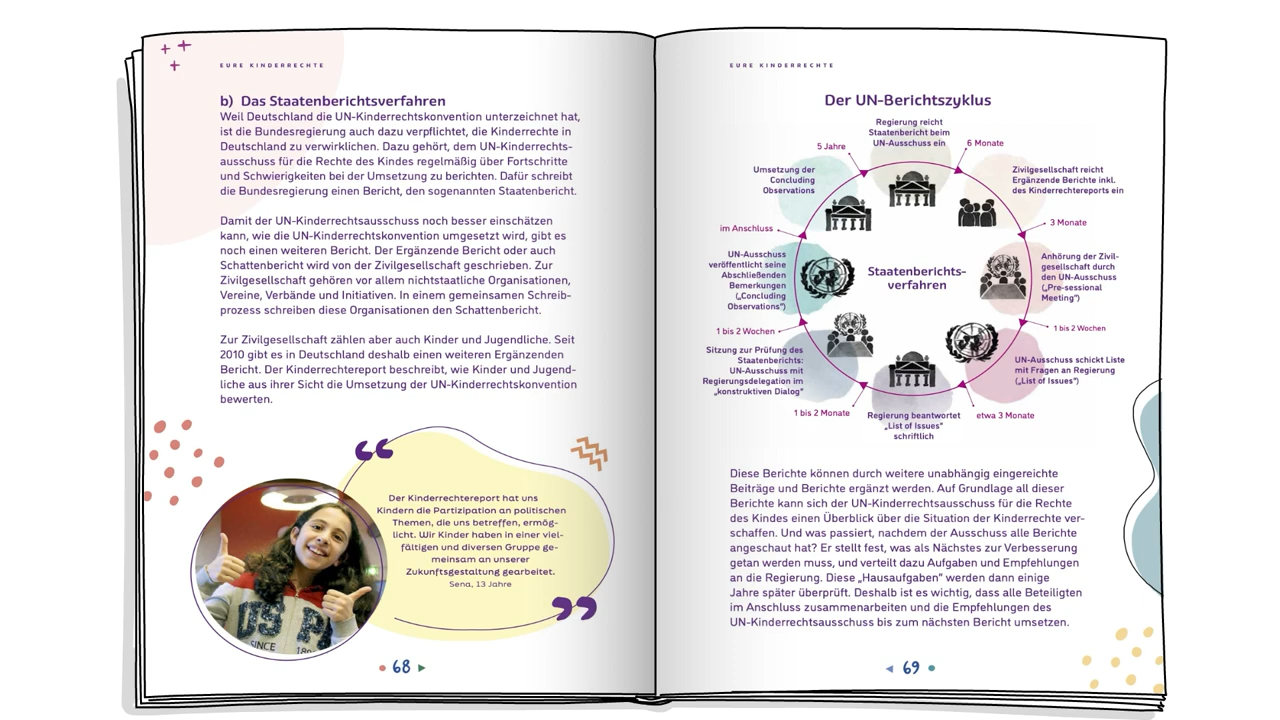 EURE KINDERRECHTE
b) Das Staatenberichtsverfahren
Weil Deutschland die UN-Kinderrechtskonvention unterzeichnet hat,
ist die Bundesregierung auch dazu verpflichtet, die Kinderrechte in
Deutschland zu verwirklichen. Dazu gehört, dem UN-Kinderrechts-
ausschuss für die Rechte des Kindes regelmäßig über Fortschritte
und Schwierigkeiten bei der Umsetzung zu berichten. Dafür schreibt
die Bundesregierung einen Bericht, den sogenannten Staatenbericht.
Damit der UN-Kinderrechtsausschuss noch besser einschätzen
kann, wie die UN-Kinderrechtskonvention umgesetzt wird, gibt es
noch einen weiteren Bericht. Der Ergänzende Bericht oder auch
Schattenbericht wird von der Zivilgesellschaft geschrieben. Zur
Zivilgesellschaft gehören vor allem nichtstaatliche Organisationen,
Vereine, Verbände und Initiativen. In einem gemeinsamen Schreib-
prozess schreiben diese Organisationen den Schattenbericht.
Zur Zivilgesellschaft zählen aber auch Kinder und Jugendliche. Seit
2010 gibt es in Deutschland deshalb einen weiteren Ergänzenden
Bericht. Der Kinderrechtereport beschreibt, wie Kinder und Jugend-
liche aus ihrer Sicht die Umsetzung der UN-Kinderrechtskonvention
bewerten.
Der Kinderrechtereport hat uns
Kindern die Partizipation an politischen
Themen, die uns betreffen, ermög-
licht. Wir Kinder haben in einer viel-
fältigen und diversen Gruppe ge-
meinsam an unserer
Zukunftsgestaltung gearbeitet.
Sena, 13 Jahre
SINCE
68
EURE KINDERRECHTE
Der UN-Berichtszyklus
Regierung reicht
Staatenbericht beim
UN-Ausschuss ein
6 Monate
Zivilgesellschaft reicht
Ergänzende Berichte inkl.
des Kinderrechtereports ein
3 Monate
Anhörung der Zivil-
gesellschaft durch
den UN-Ausschuss
(„Pre-sessional
Meeting")
1 bis 2 Wochen
UN-Ausschuss schickt Liste
mit Fragen an Regierung
(„List of Issues")
etwa 3 Monate
Regierung beantwortet
„List of Issues"
schriftlich
1 bis 2 Monate
Sitzung zur Prüfung des
Staatenberichts:
UN-Ausschuss mit
Regierungsdelegation im
„konstruktiven Dialog"
1 bis 2 Wochen
UN-Ausschuss
veröffentlicht seine
Abschließenden
Bemerkungen
(„Concluding
Observations")
im Anschluss
Umsetzung der
Concluding
Observations
5 Jahre
Staatenberichts-
verfahren
Diese Berichte können durch weitere unabhängig eingereichte
Beiträge und Berichte ergänzt werden. Auf Grundlage all dieser
Berichte kann sich der UN-Kinderrechtsausschuss für die Rechte
des Kindes einen Überblick über die Situation der Kinderrechte ver-
schaffen. Und was passiert, nachdem der Ausschuss alle Berichte
angeschaut hat? Er stellt fest, was als Nächstes zur Verbesserung
getan werden muss, und verteilt dazu Aufgaben und Empfehlungen
an die Regierung. Diese „Hausaufgaben" werden dann einige
Jahre später überprüft. Deshalb ist es wichtig, dass alle Beteiligten
im Anschluss zusammenarbeiten und die Empfehlungen des
UN-Kinderrechtsausschuss bis zum nächsten Bericht umsetzen.
69